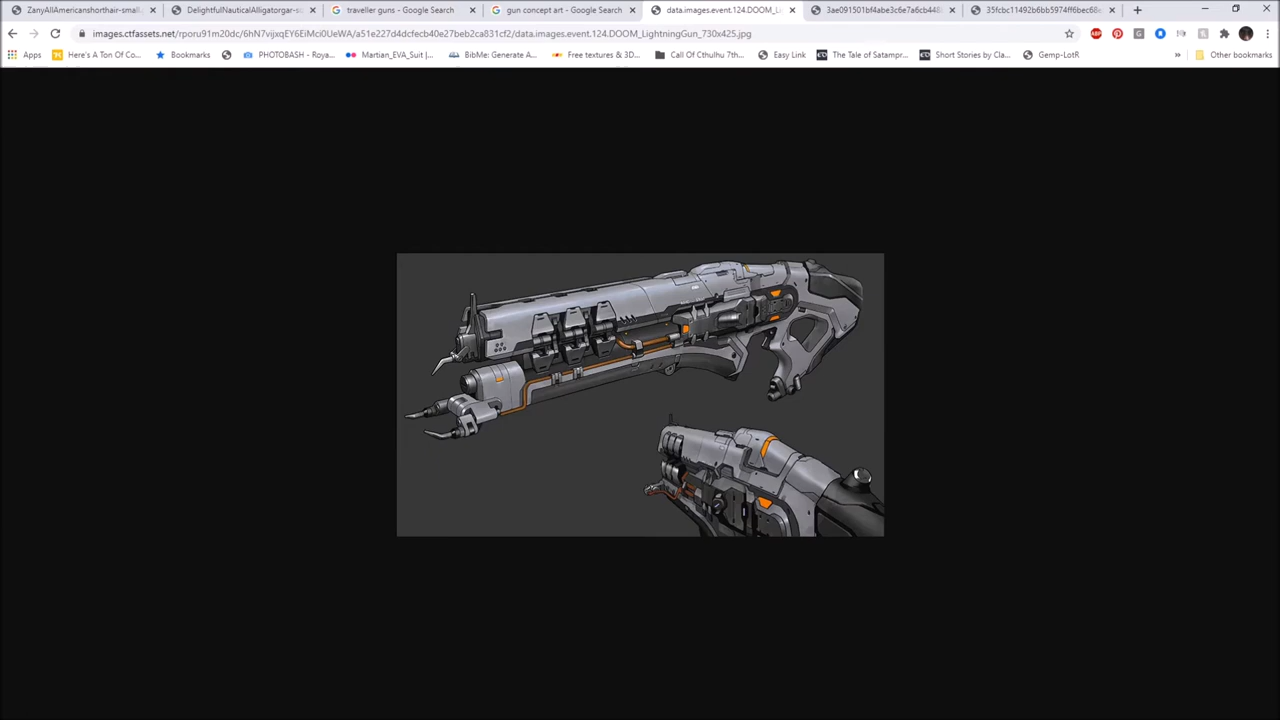 ZanyAllAmericanshorthair-small
DelightfulNauticalAlligatorgar-s
traveller guns - Google Search
gun concept art - Google Search
data.images.event.124.DOOM_Li
3ae091501bf4abe3c6e7a6cb448
35fcbc11492b6bb5974ff6bec68e
images.ctfassets.net/rporu91m20dc/6hN7vijxqEY6EiMci0UeWA/a51e227d4dcfecb40e27beb2ca831cf2/data.images.event.124.DOOM_LightningGun_730x425.jpg
ABP
Apps
Here's A Ton Of Co...
Bookmarks
PHOTOBASH - Roya...
Martian_EVA_Suit |...
BibMe: Generate A...
Free textures & 3D...
Call Of Cthulhu 7th...
Easy Link
The Tale of Satampr...
Short Stories by Cla...
Gemp-LotR
»
Other bookmarks